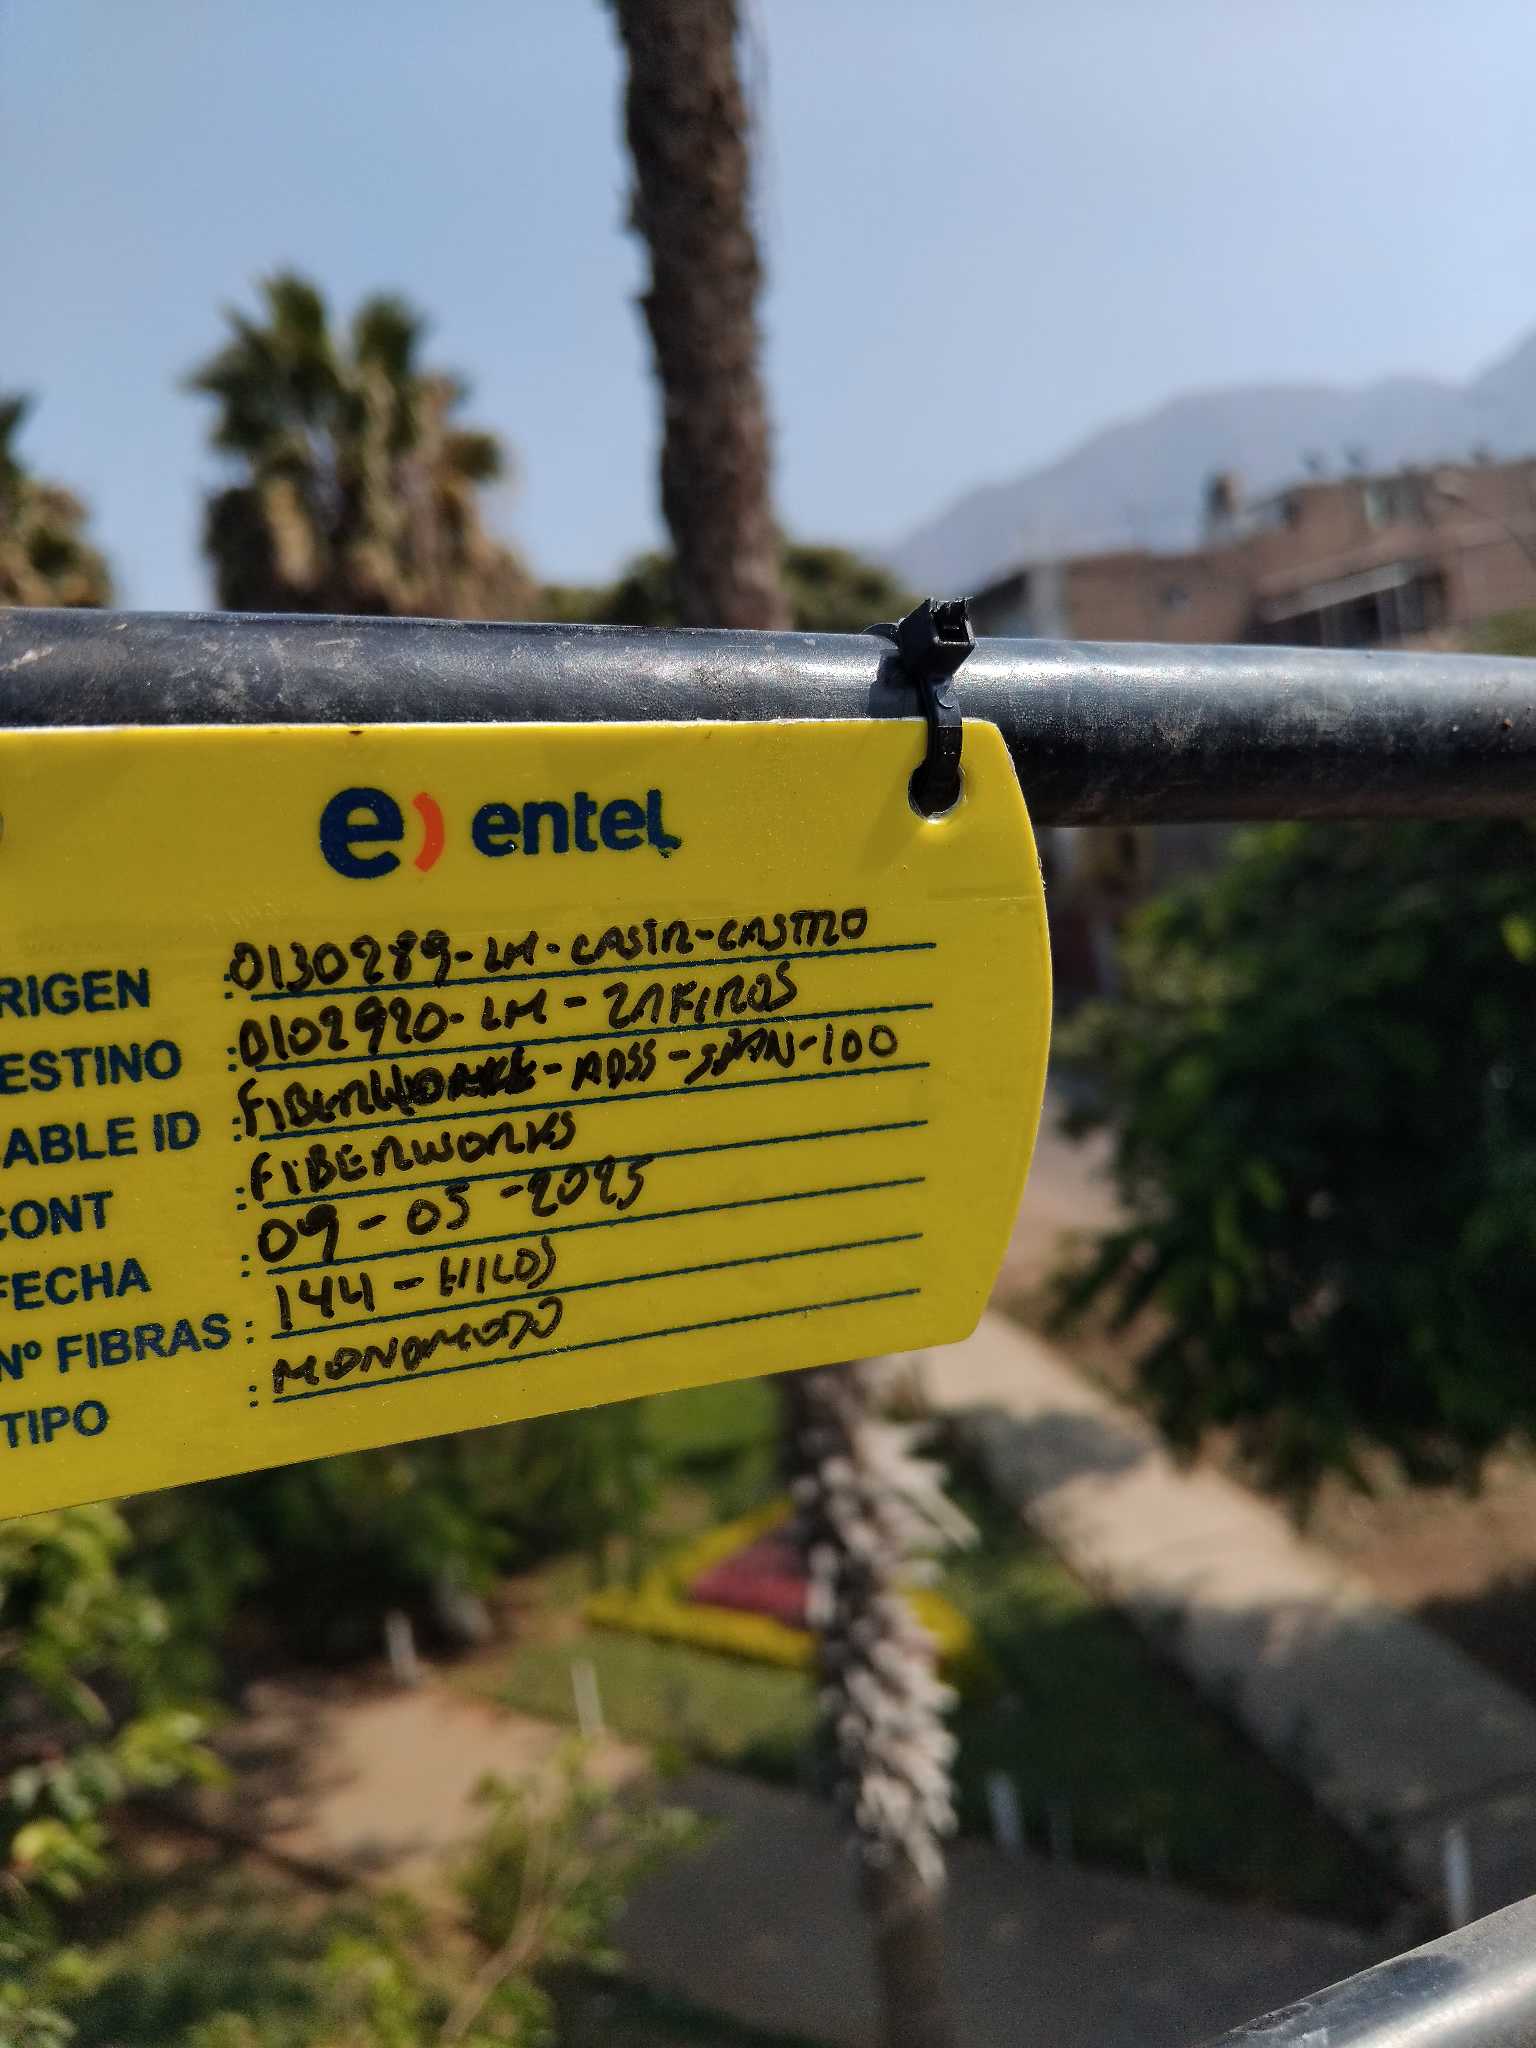 e) entel
RIGEN : 0130289-LM-CASIR-CASTRO
ESTINO : 0102920-LM-ZAFIROS
ABLE ID : FIBERWORKS-ADSS-SPAN-100
CONT : FIBERWORKS
FECHA : 09-05-2025
Nº FIBRAS : 144-HILOS
TIPO : MONOMODO